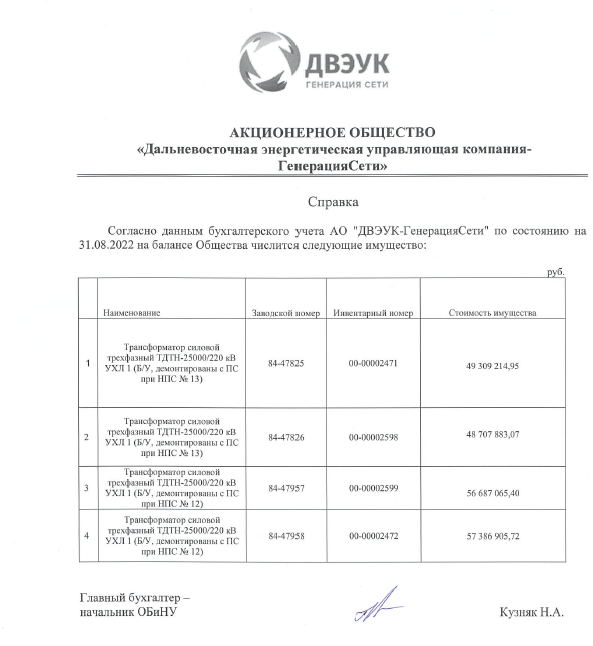 ДВЭУК
ГЕНЕРАЦИЯ СЕТИ
АКЦИОНЕРНОЕ ОБЩЕСТВО
«Дальневосточная энергетическая управляющая компания-
ГенерацияСети»
Справка
Согласно данным бухгалтерского учета АО "ДВЭУК-ГенерацияСети" по состоянию на
31.08.2022 на балансе Общества числится следующие имущество:
руб.
Наименование Заводской номер Инвентарный номер Стоимость имущества
1 Трансформатор силовой
трехфазный ТДТН-25000/220 кВ
УХЛ 1 (Б/У, демонтированы с ПС
при НПС № 13) 84-47825 00-00002471 49 309 214,95
2 Трансформатор силовой
трехфазный ТДТН-25000/220 кВ
УХЛ 1 (Б/У, демонтированы с ПС
при НПС № 13) 84-47826 00-00002598 48 707 883,07
3 Трансформатор силовой
трехфазный ТДТН-25000/220 кВ
УХЛ 1 (Б/У, демонтированы с ПС
при НПС № 12) 84-47957 00-00002599 56 687 065,40
4 Трансформатор силовой
трехфазный ТДТН-25000/220 кВ
УХЛ 1 (Б/У, демонтированы с ПС
при НПС № 12) 84-47958 00-00002472 57 386 905,72
Главный бухгалтер –
начальник ОБиНУ Кузняк Н.А.